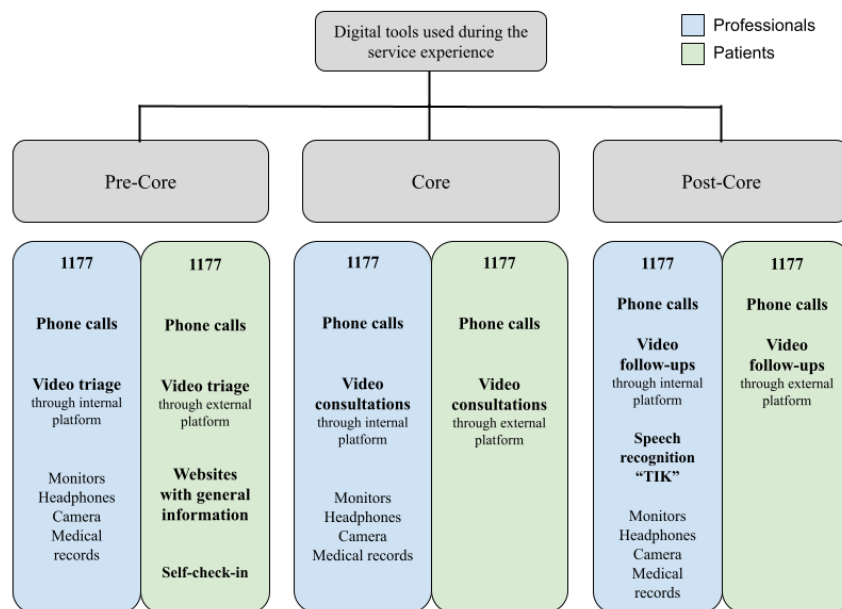 Digital tools used during the
service experience
Professionals
Patients
Pre-Core
Core
Post-Core
1177
Phone calls
Video triage
through internal
platform
Monitors
Headphones
Camera
Medical
records
1177
Phone calls
Video triage
through external
platform
Websites
with general
information
Self-check-in
1177
Phone calls
Video
consultations
through internal
platform
Monitors
Headphones
Camera
Medical records
1177
Phone calls
Video
consultations
through external
platform
1177
Phone calls
Video
follow-ups
through internal
platform
Speech
recognition
“TIK”
Monitors
Headphones
Camera
Medical
records
1177
Phone calls
Video
follow-ups
through external
platform